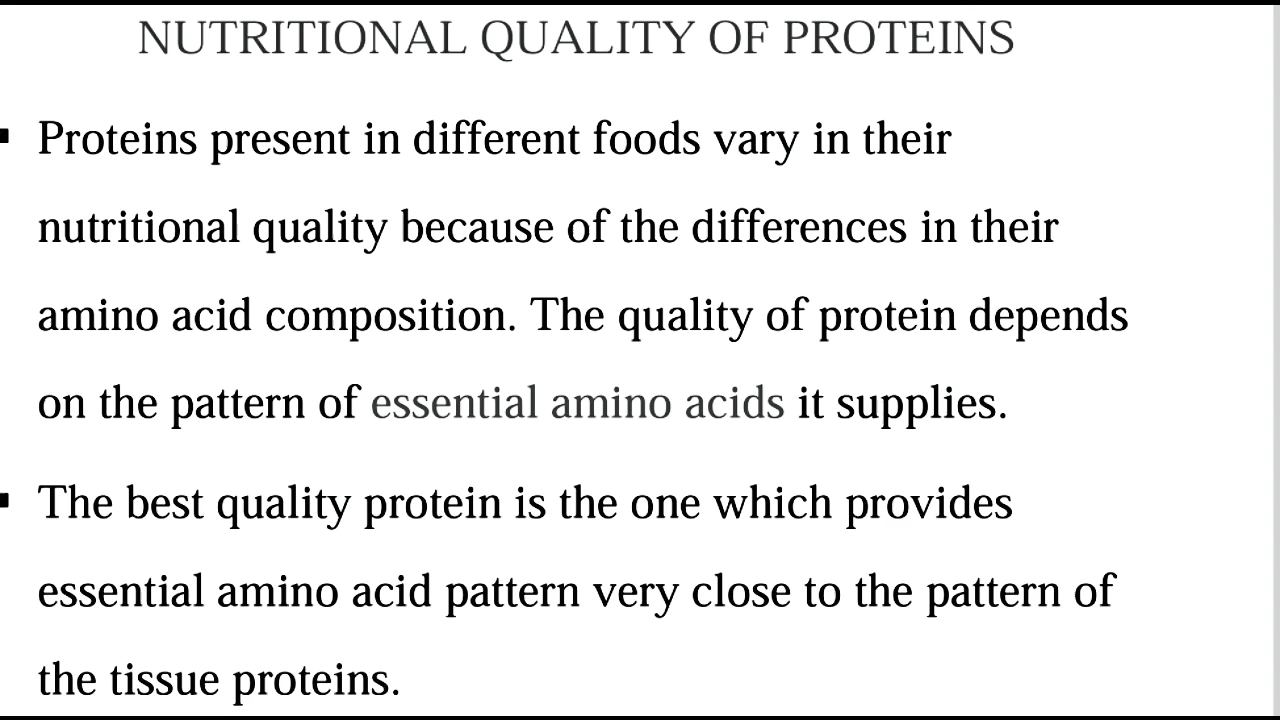 NUTRITIONAL QUALITY OF PROTEINS
▪ Proteins present in different foods vary in their
nutritional quality because of the differences in their
amino acid composition. The quality of protein depends
on the pattern of essential amino acids it supplies.
▪ The best quality protein is the one which provides
essential amino acid pattern very close to the pattern of
the tissue proteins.